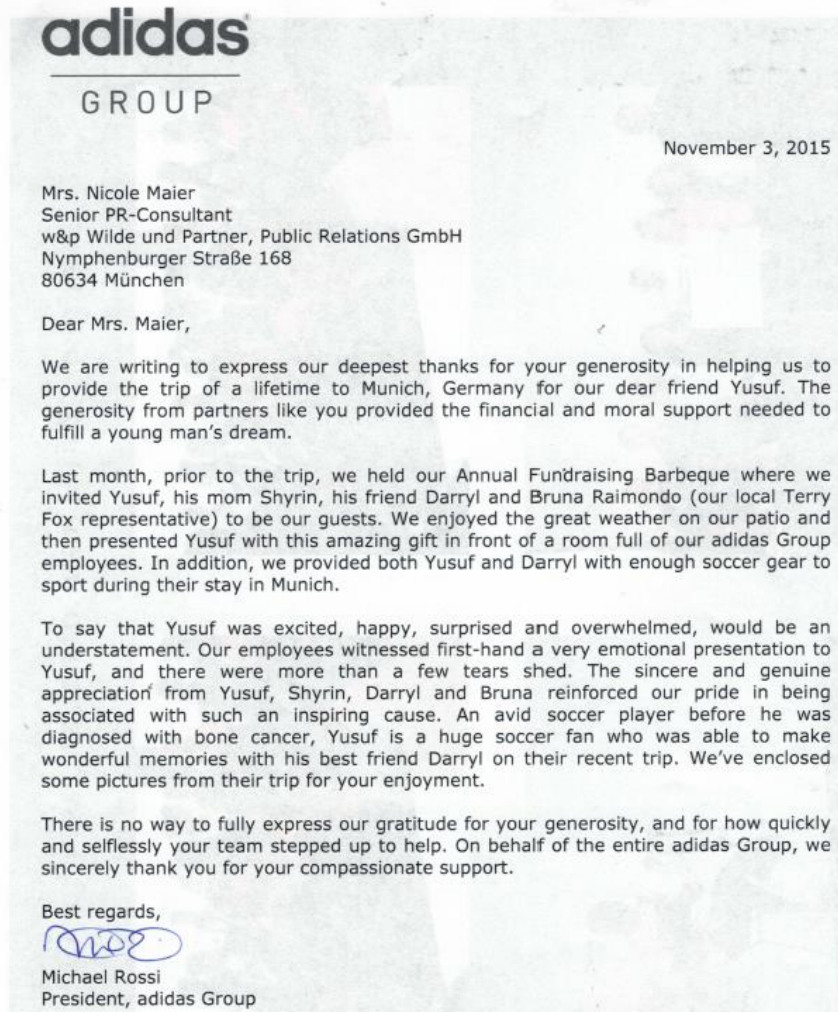 adidas
GROUP
November 3, 2015
Mrs. Nicole Maier
Senior PR-Consultant
w&p Wilde und Partner, Public Relations GmbH
Nymphenburger Straße 168
80634 München
Dear Mrs. Maier,
We are writing to express our deepest thanks for your generosity in helping us to
provide the trip of a lifetime to Munich, Germany for our dear friend Yusuf. The
generosity from partners like you provided the financial and moral support needed to
fulfill a young man's dream.
Last month, prior to the trip, we held our Annual Fundraising Barbeque where we
invited Yusuf, his mom Shyrin, his friend Darryl and Bruna Raimondo (our local Terry
Fox representative) to be our guests. We enjoyed the great weather on our patio and
then presented Yusuf with this amazing gift in front of a room full of our adidas Group
employees. In addition, we provided both Yusuf and Darryl with enough soccer gear to
sport during their stay in Munich.
To say that Yusuf was excited, happy, surprised and overwhelmed, would be an
understatement. Our employees witnessed first-hand a very emotional presentation to
Yusuf, and there were more than a few tears shed. The sincere and genuine
appreciation from Yusuf, Shyrin, Darryl and Bruna reinforced our pride in being
associated with such an inspiring cause. An avid soccer player before he was
diagnosed with bone cancer, Yusuf is a huge soccer fan who was able to make
wonderful memories with his best friend Darryl on their recent trip. We've enclosed
some pictures from their trip for your enjoyment.
There is no way to fully express our gratitude for your generosity, and for how quickly
and selflessly your team stepped up to help. On behalf of the entire adidas Group, we
sincerely thank you for your compassionate support.
Best regards,
Michael Rossi
President, adidas Group